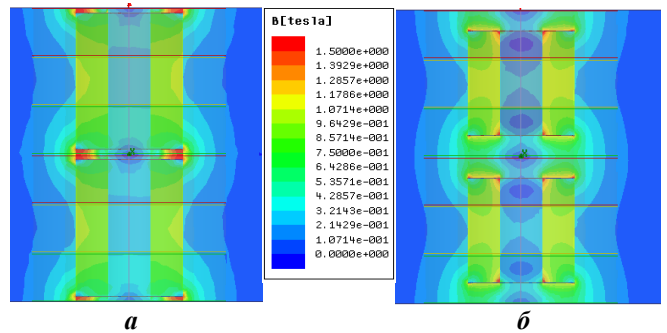 B[tesla]
1.5000e+000
1.3929e+000
1.2857e+000
1.1786e+000
1.0714e+000
9.6429e-001
8.5714e-001
7.5000e-001
6.4286e-001
5.3571e-001
4.2857e-001
3.2143e-001
2.1429e-001
1.0714e-001
0.0000e+000
а
б